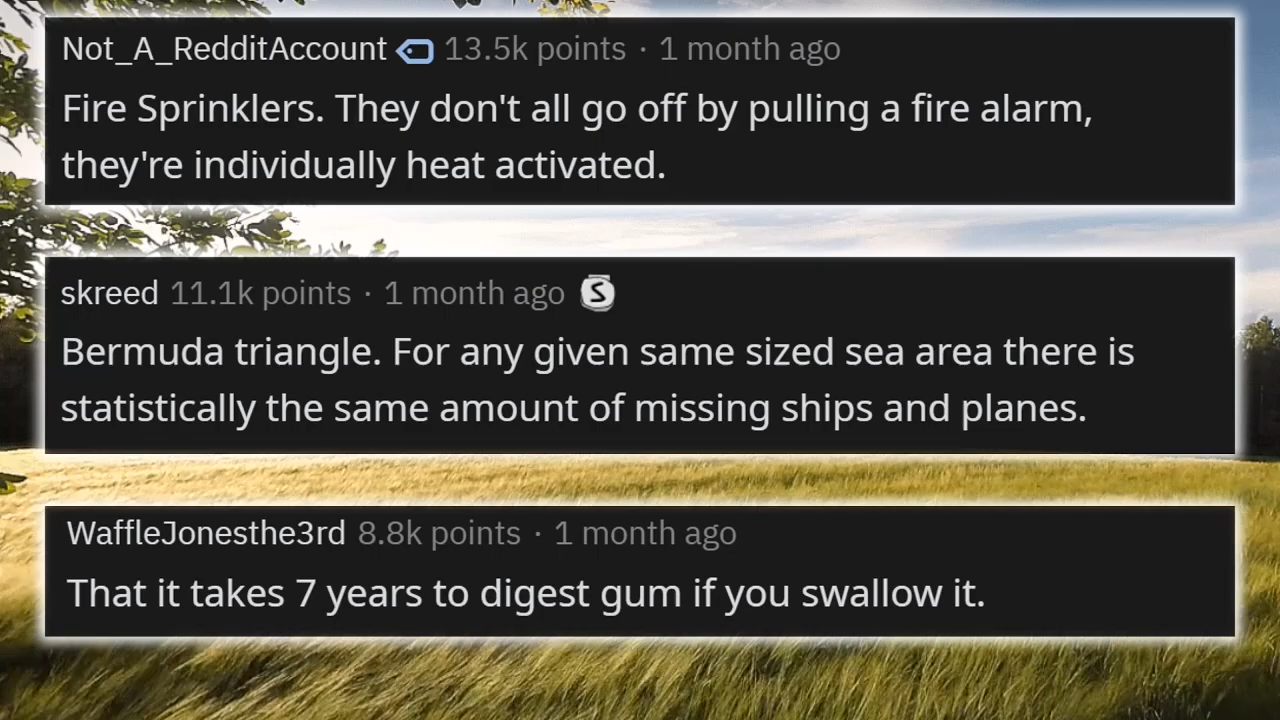 Not_A_RedditAccount 13.5k points · 1 month ago
Fire Sprinklers. They don't all go off by pulling a fire alarm,
they're individually heat activated.
skreed 11.1k points · 1 month ago S
Bermuda triangle. For any given same sized sea area there is
statistically the same amount of missing ships and planes.
WaffleJonesthe3rd 8.8k points · 1 month ago
That it takes 7 years to digest gum if you swallow it.